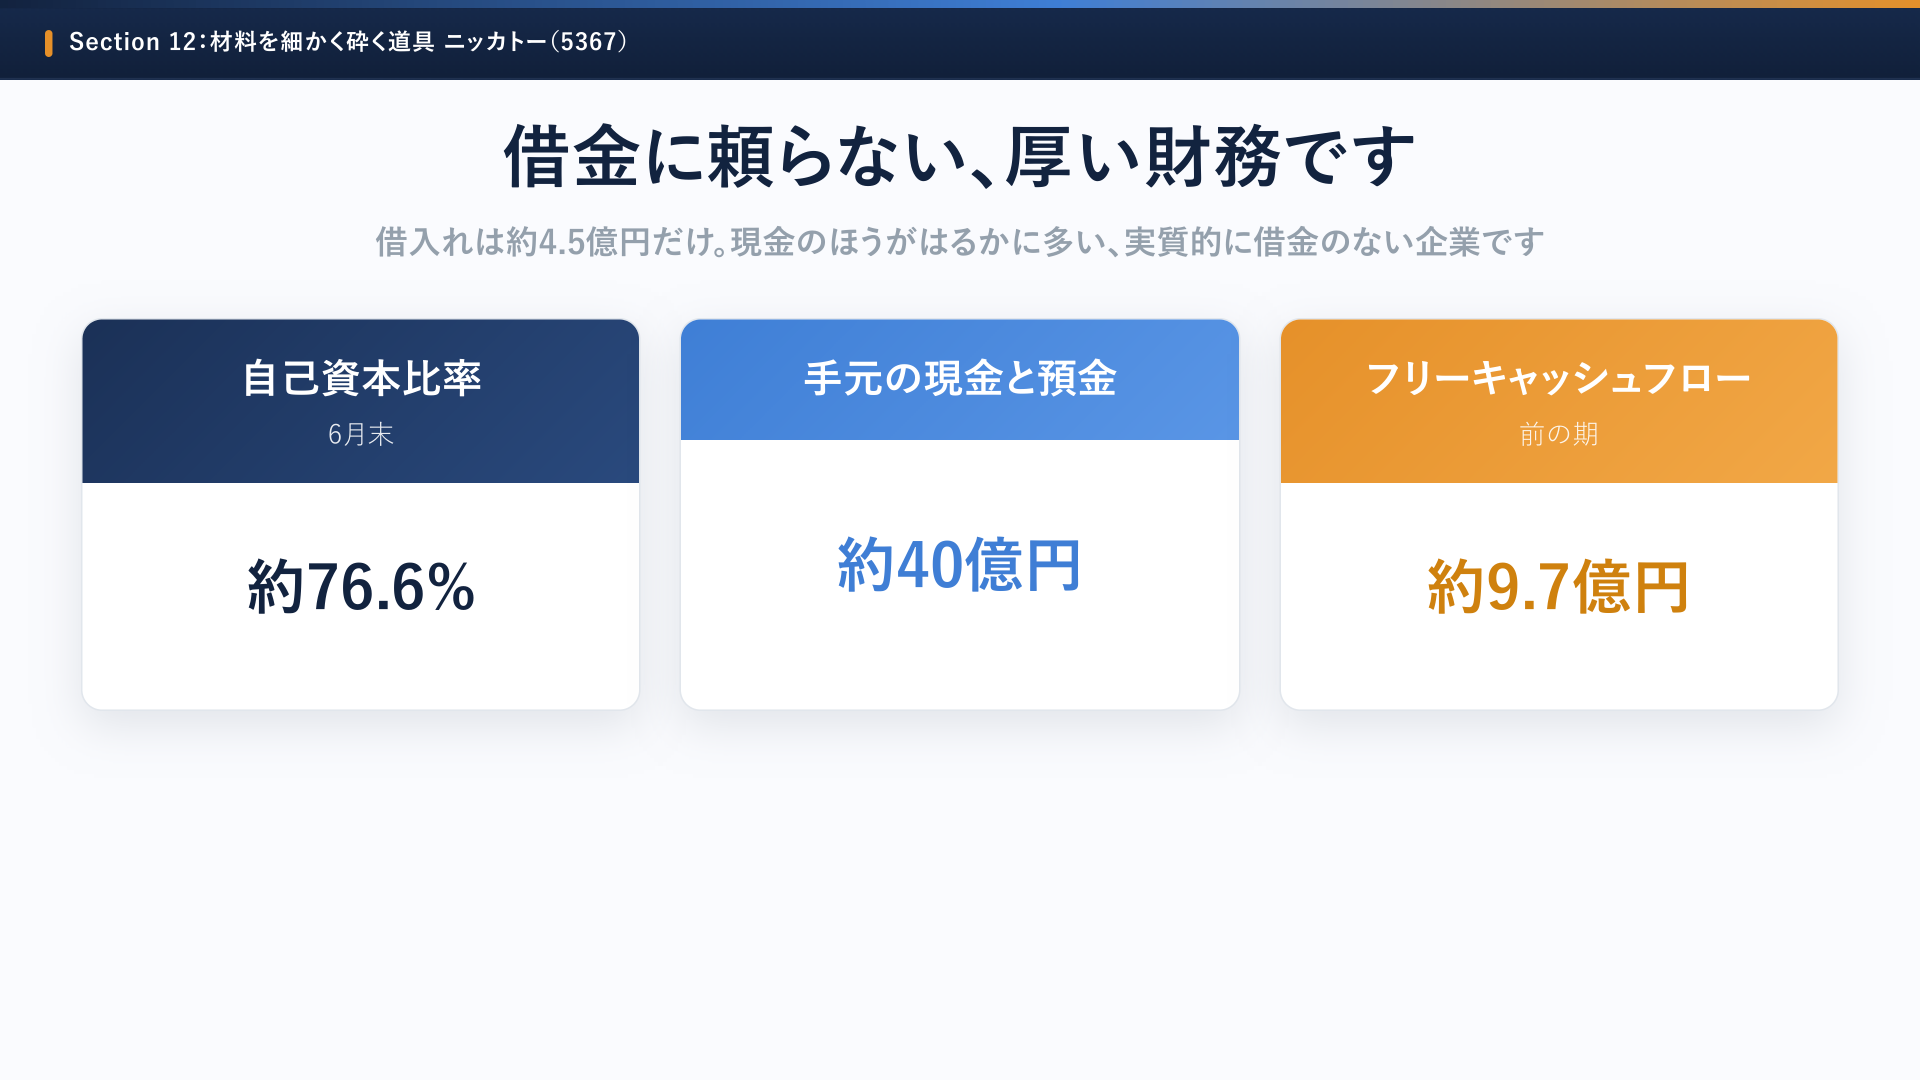 Section 12：材料を細かく砕く道具 ニッカトー（5367）
借金に頼らない、厚い財務です
借入れは約4.5億円だけ。現金のほうがはるかに多い、実質的に借金のない企業です
自己資本比率
6月末
約76.6%
手元の現金と預金
約40億円
フリーキャッシュフロー
前の期
約9.7億円